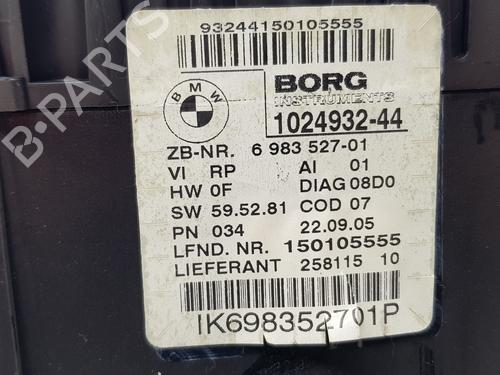 93244150105555
BMW
BORG
INSTRUMENTS
1024932-44
ZB-NR. 6 983 527-01
VI RP AI 01
HW 0F DIAG 08D0
SW 59.52.81 COD 07
PN 034 22.09.05
LFND. NR. 150105555
LIEFERANT 258115 10
IK698352701P
B-PARTS